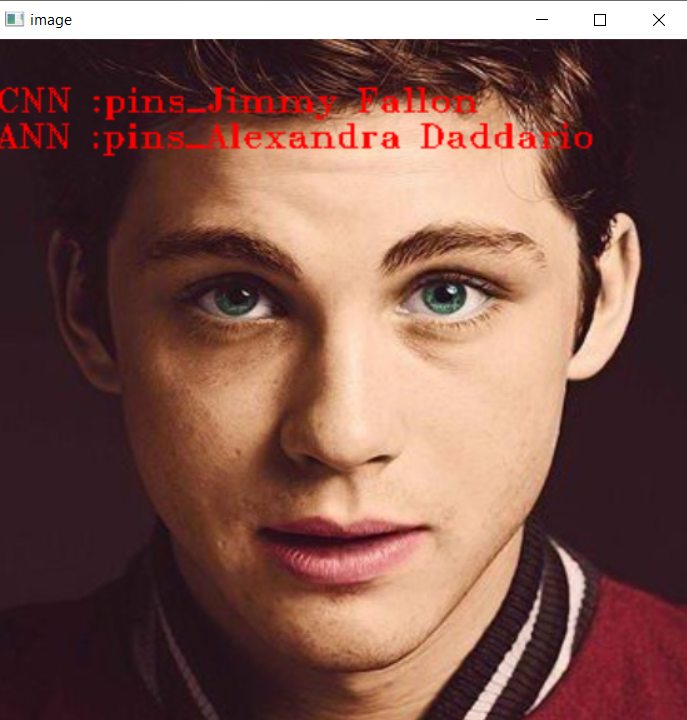 image
CNN :pins_Jimmy Fallon
ANN :pins_Alexandra Daddario